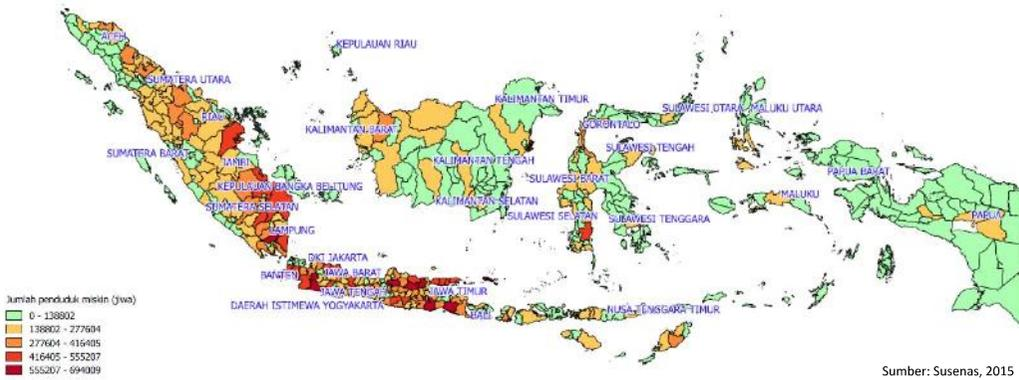 ACEH
KEPULAUAN RIAU
SUMATERA UTARA
KALIMANTAN TIMUR
SULAWESI UTARA
MALUKU UTARA
RIAU
KALIMANTAN BARAT
GORONTALO
SULAWESI TENGAH
SUMATERA BARAT
JAMBI
KALIMANTAN TENGAH
PAPUA BARAT
SULAWESI BARAT
KEPULAUAN BANGKA BELITUNG
MALUKU
KALIMANTAN SELATAN
SUMATERA SELATAN
SULAWESI SELATAN
SULAWESI TENGGARA
PAPUA
LAMPUNG
DKI JAKARTA
BANTEN
JAWA BARAT
JAWA TENGAH
JAWA TIMUR
DAERAH ISTIMEWA YOGYAKARTA
BALI
NUSA TENGGARA TIMUR
Jumlah penduduk miskin (jiwa)
0 - 138802
138802 - 277604
277604 - 416405
416405 - 555207
555207 - 694009
Sumber: Susenas, 2015